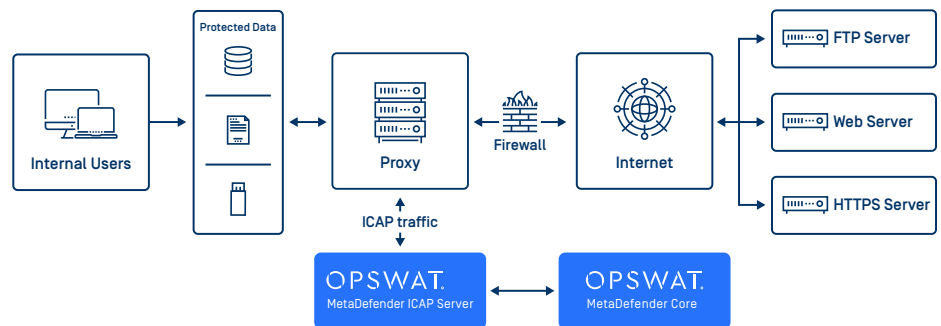 Protected Data
Internal Users
Proxy
Firewall
Internet
FTP Server
Web Server
HTTPS Server
ICAP traffic
OPSWAT.
MetaDefender ICAP Server
OPSWAT.
MetaDefender Core